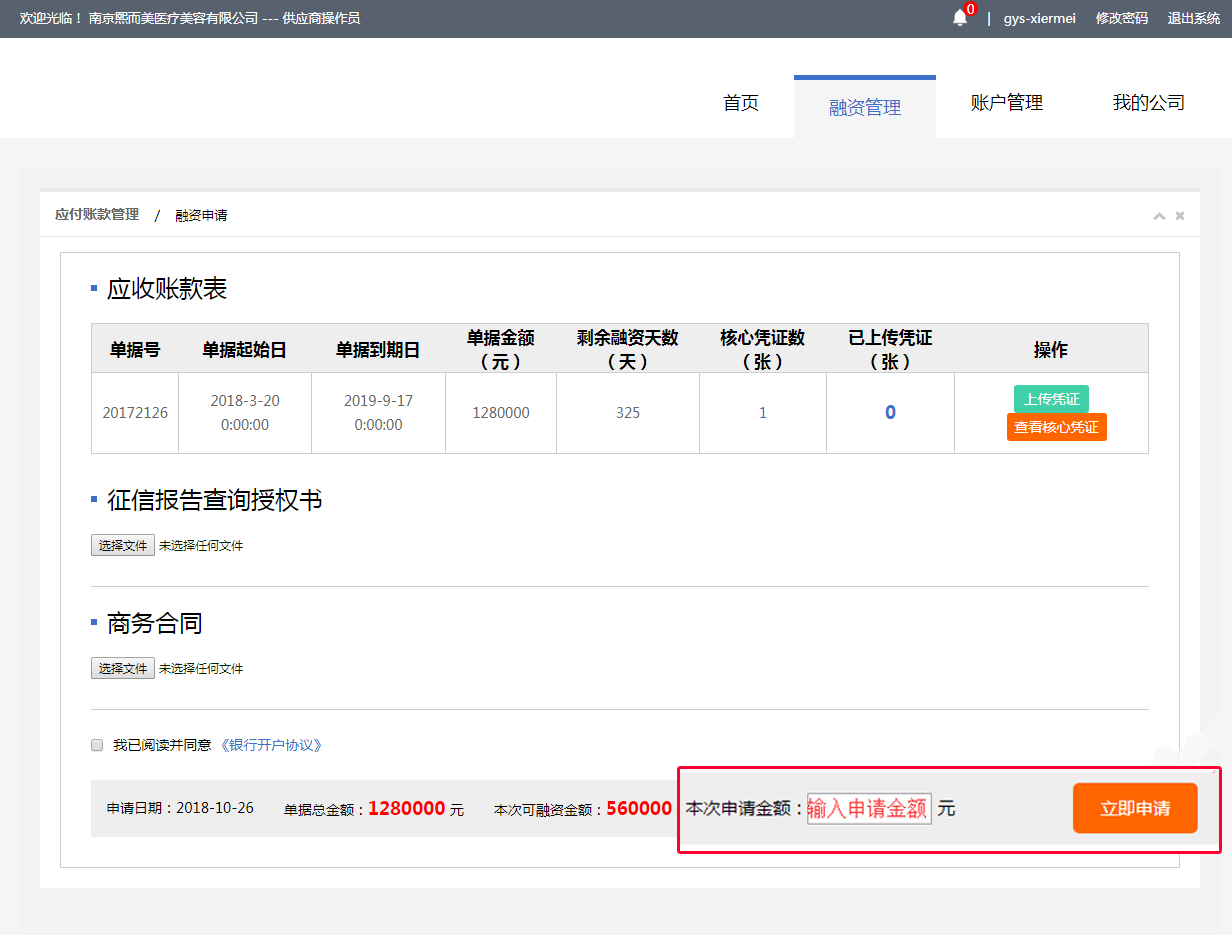 欢迎光临！ 南京熙而美医疗美容有限公司 --- 供应商操作员
0 | gys-xiermei 修改密码 退出系统
首页 融资管理 账户管理 我的公司
应付账款管理 / 融资申请
应收账款表
单据号 单据起始日 单据到期日 单据金额（元） 剩余融资天数（天） 核心凭证数（张） 已上传凭证（张） 操作
20172126 2018-3-20 0:00:00 2019-9-17 0:00:00 1280000 325 1 0 上传凭证 查看核心凭证
征信报告查询授权书
选择文件 未选择任何文件
商务合同
选择文件 未选择任何文件
我已阅读并同意 《银行开户协议》
申请日期：2018-10-26 单据总金额：1280000 元 本次可融资金额：560000 本次申请金额：输入申请金额 元 立即申请